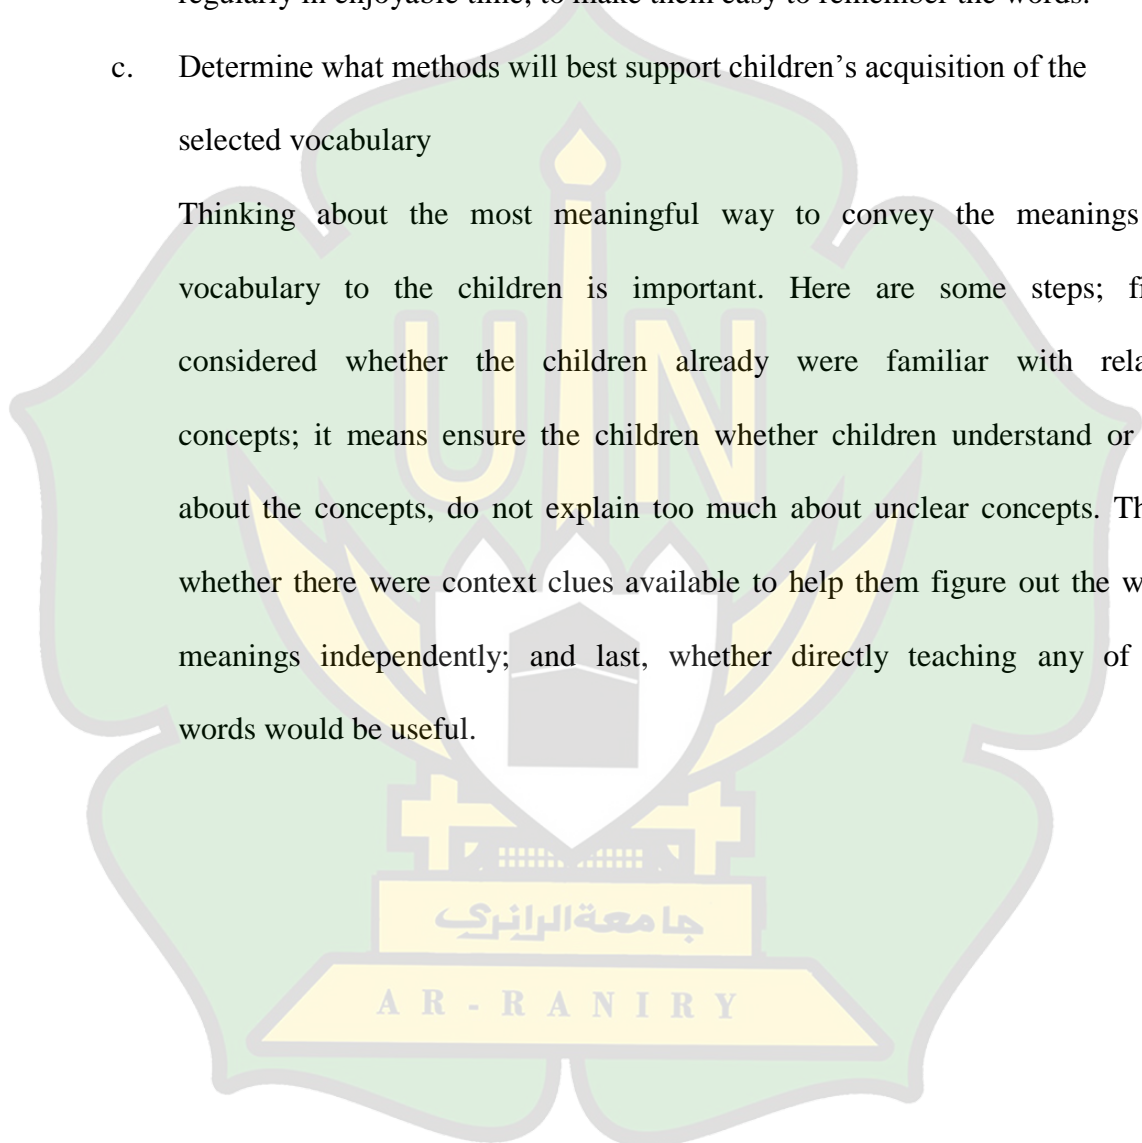 regularly in enjoyable time, to make them easy to remember the words.
c. Determine what methods will best support children’s acquisition of the
selected vocabulary
Thinking about the most meaningful way to convey the meanings
vocabulary to the children is important. Here are some steps;
considered whether the children already were familiar with
concepts; it means ensure the children whether children understand or
about the concepts, do not explain too much about unclear concepts.
whether there were context clues available to help them figure out the
meanings independently; and last, whether directly teaching any of
words would be useful.
UIN
جامعة الرانري
AR-RANIRY